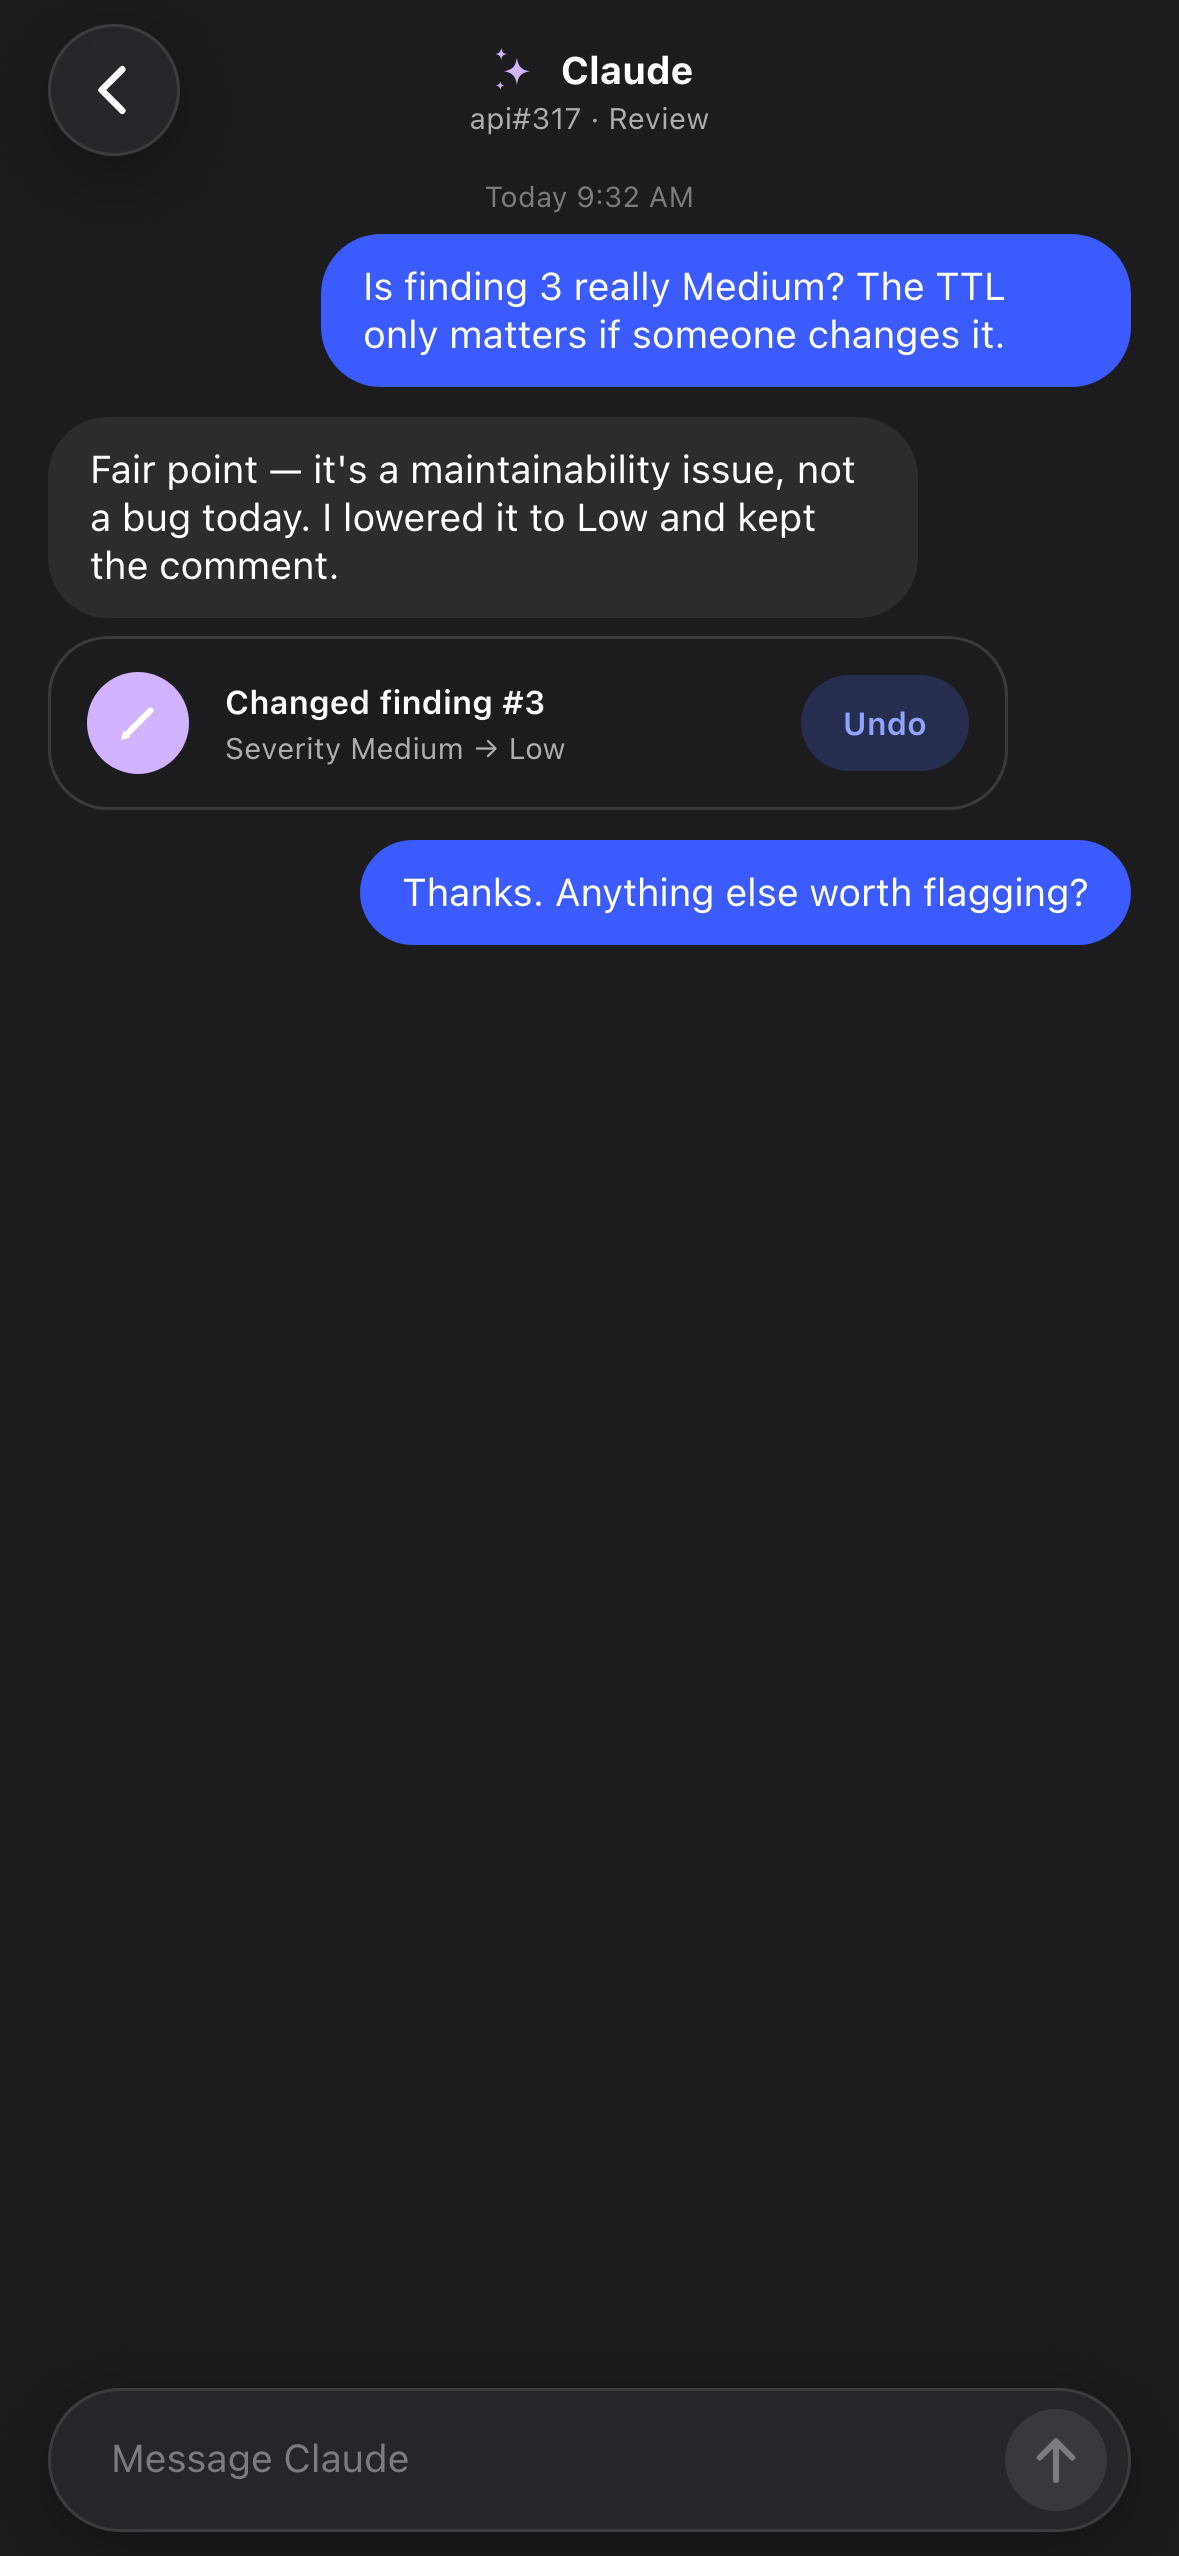 Claude
api#317 · Review
Today 9:32 AM
Is finding 3 really Medium? The TTL
only matters if someone changes it.
Fair point — it's a maintainability issue, not
a bug today. I lowered it to Low and kept
the comment.
Changed finding #3
Severity Medium → Low
Undo
Thanks. Anything else worth flagging?
Message Claude